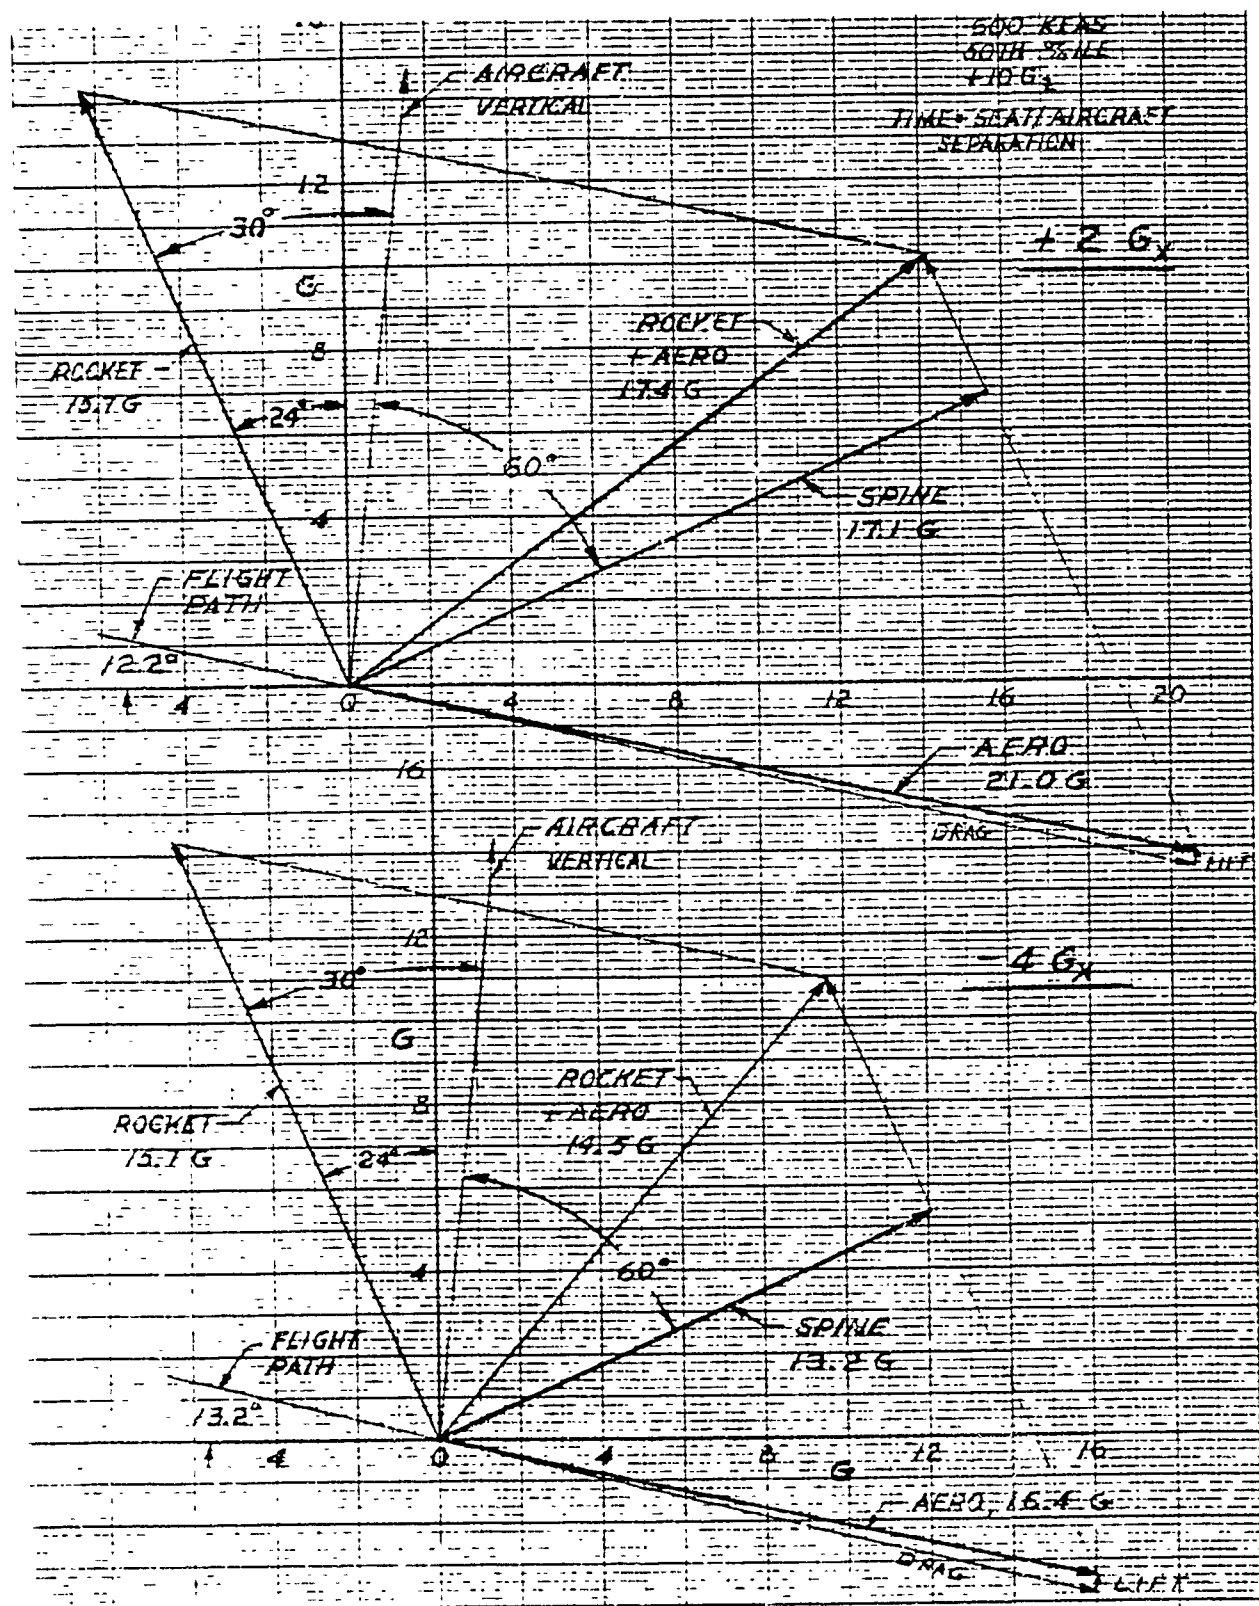 500 KEAS
50TH %ILE
+10 Gz
TIME = SEAT/AIRCRAFT
SEPARATION
AIRCRAFT
VERTICAL
12
30°
+ 2 Gx
G
ROCKET
+ AERO
17.4 G
8
ROCKET
15.1 G
24°
60°
SPINE
17.1 G
4
FLIGHT
PATH
12.2°
4
0
4
8
12
16
20
AERO
21.0 G
DRAG
LIFT
16
AIRCRAFT
VERTICAL
12
30°
- 4 Gx
G
ROCKET
+ AERO
14.5 G
8
ROCKET
15.1 G
24°
4
60°
FLIGHT
PATH
SPINE
13.2 G
13.2°
4
0
4
8
12
16
G
AERO, 16.4 G
DRAG
LIFT